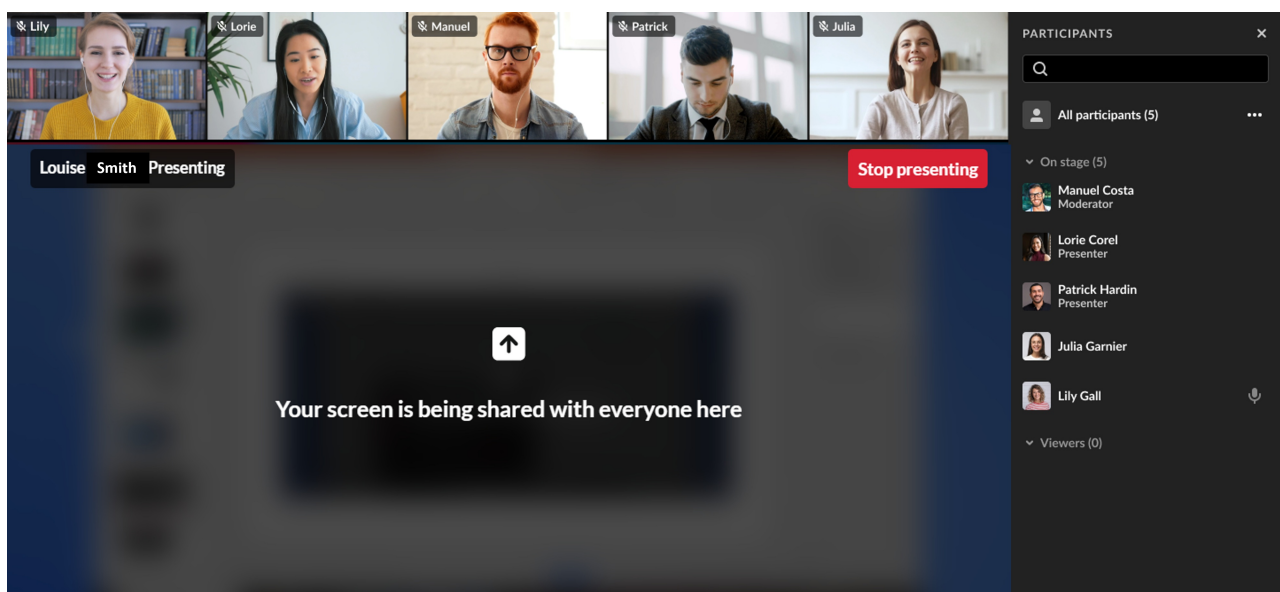 Lily
Lorie
Manuel
Patrick
Julia
Louise Smith Presenting
Stop presenting
Your screen is being shared with everyone here
PARTICIPANTS
All participants (5)
On stage (5)
Manuel Costa
Moderator
Lorie Corel
Presenter
Patrick Hardin
Presenter
Julia Garnier
Lily Gall
Viewers (0)